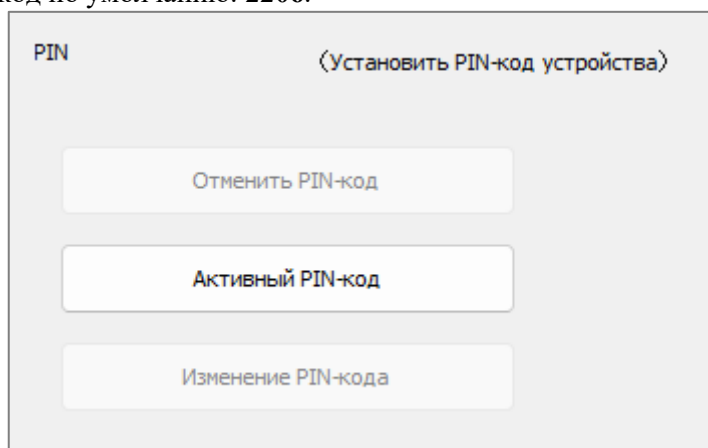 код по умолчанию: 2206.
PIN
(Установить PIN-код устройства)
Отменить PIN-код
Активный PIN-код
Изменение PIN-кода